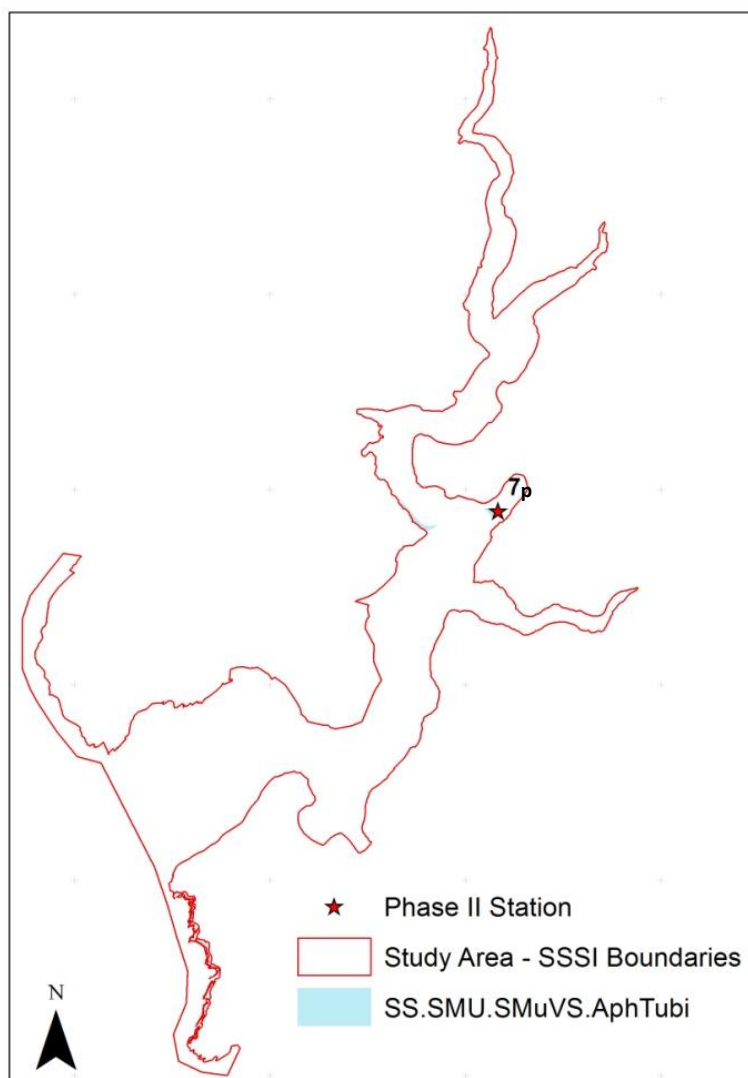 7p
Phase II Station
Study Area - SSSI Boundaries
SS.SMU.SMuVS.AphTubi
N